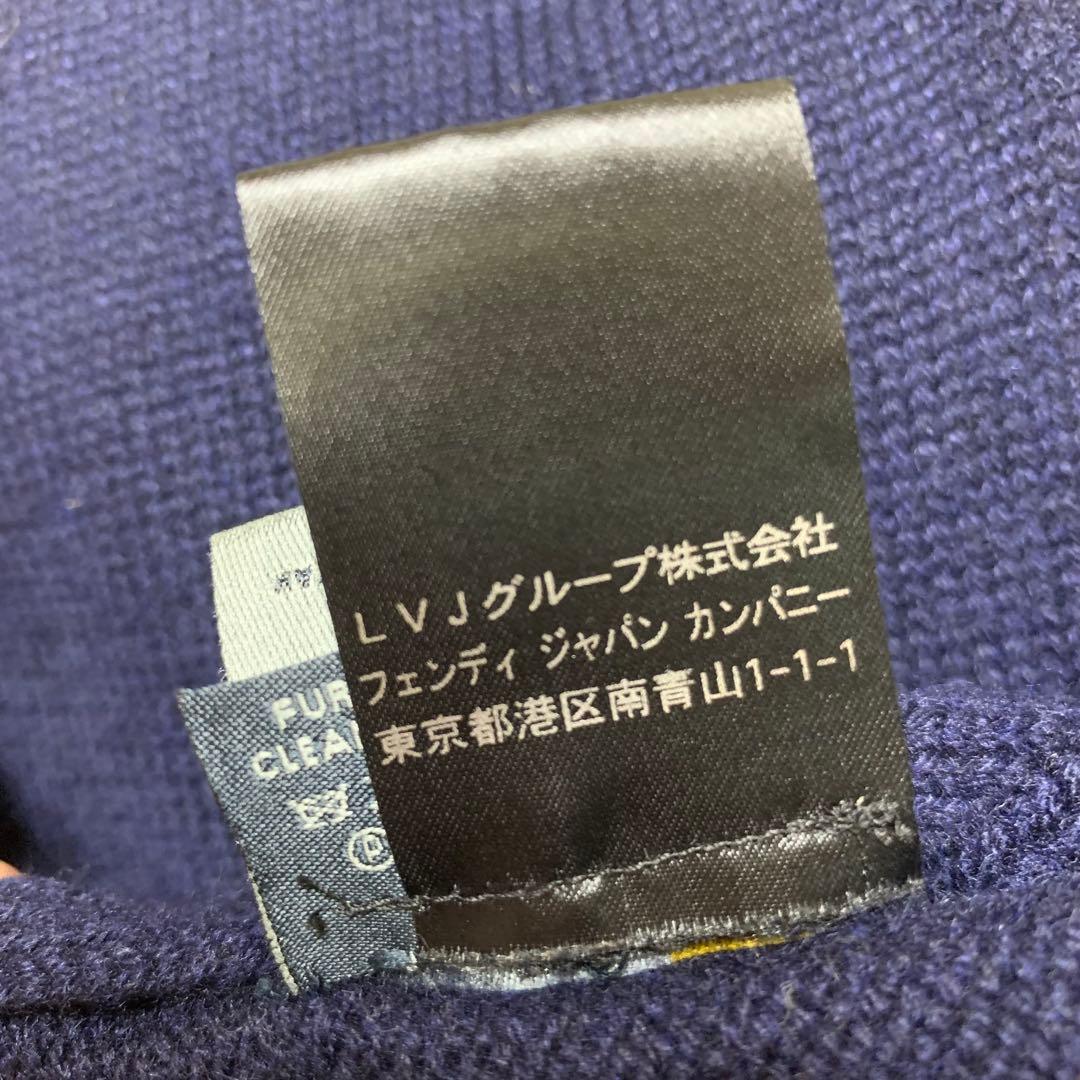 ＬＶＪグループ株式会社
フェンディ ジャパン カンパニー
東京都港区南青山1-1-1
FUR
CLEA
P